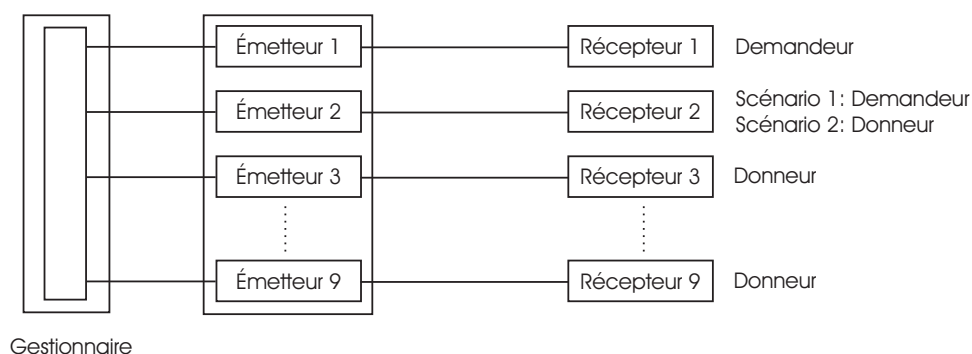 Émetteur 1 Récepteur 1 Demandeur
Émetteur 2 Récepteur 2 Scénario 1: Demandeur
Scénario 2: Donneur
Émetteur 3 Récepteur 3 Donneur
Émetteur 9 Récepteur 9 Donneur
Gestionnaire